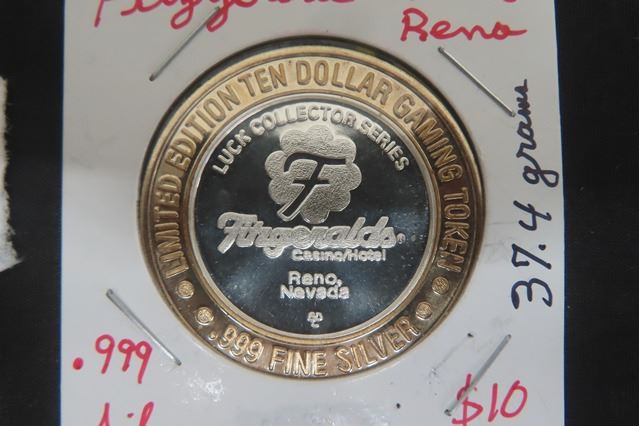 Reno
LIMITED EDITION TEN DOLLAR GAMING TOKEN
LUCK COLLECTOR SERIES
F
Fitzgeralds
Casino/Hotel
Reno,
Nevada
.999 FINE SILVER
37.4 grams
.999
$10